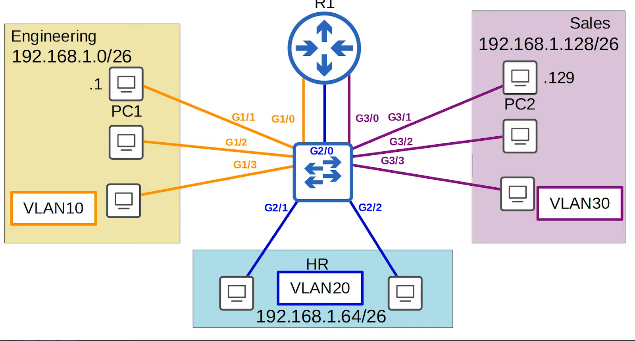 R1
Engineering
192.168.1.0/26
.1
PC1
VLAN10
Sales
192.168.1.128/26
.129
PC2
VLAN30
G1/1
G1/0
G3/0
G3/1
G1/2
G3/2
G1/3
G2/0
G3/3
G2/1
G2/2
HR
VLAN20
192.168.1.64/26